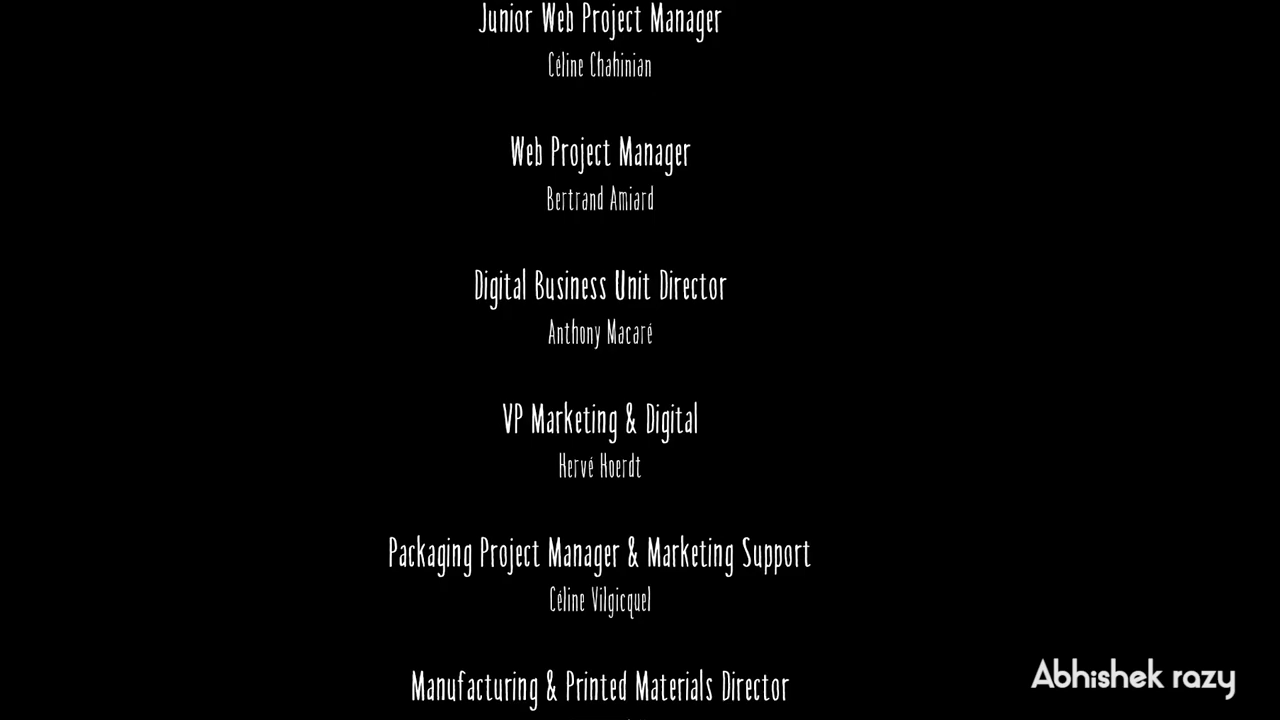 Junior Web Project Manager
Céline Chahinian
Web Project Manager
Bertrand Amiard
Digital Business Unit Director
Anthony Macaré
VP Marketing & Digital
Hervé Hoerdt
Packaging Project Manager & Marketing Support
Céline Vilgicquel
Manufacturing & Printed Materials Director
Abhishek razy